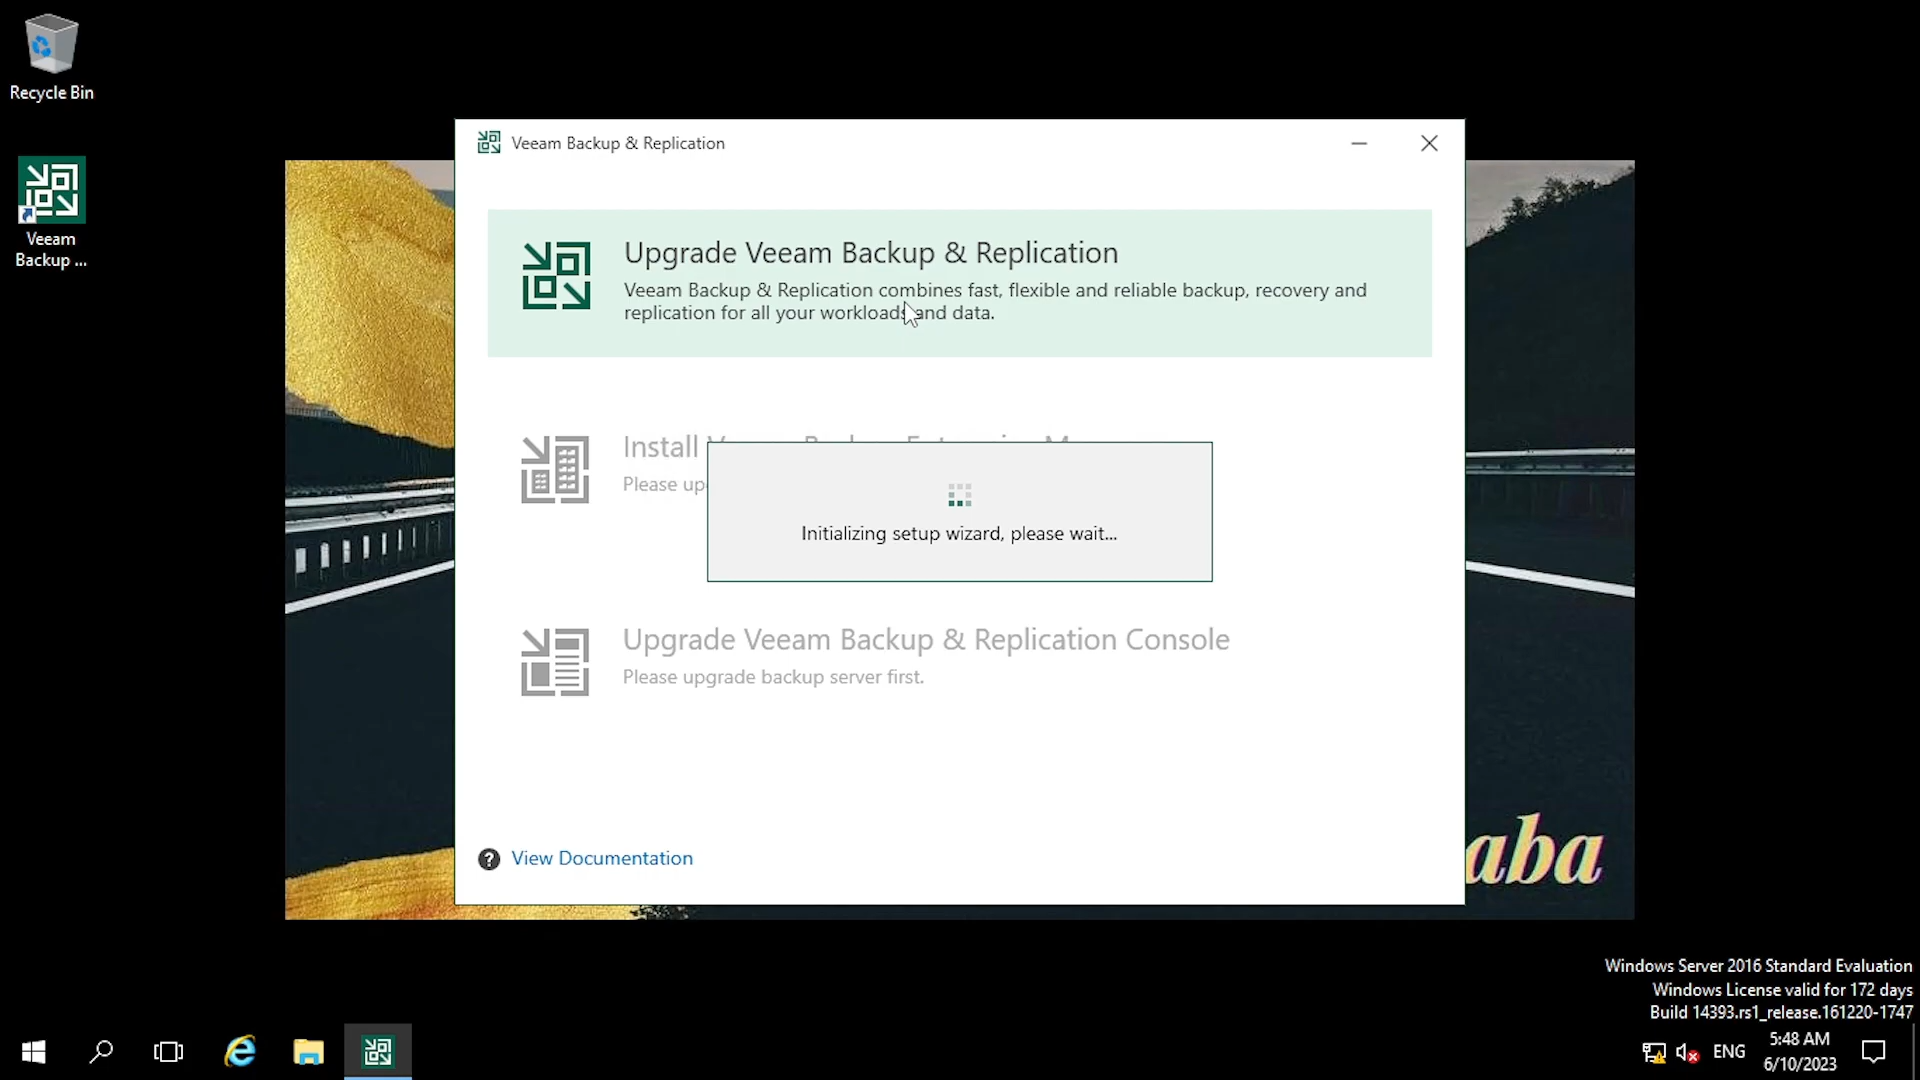 Recycle Bin
Veeam
Backup ...
Veeam Backup & Replication
Upgrade Veeam Backup & Replication
Veeam Backup & Replication combines fast, flexible and reliable backup, recovery and
replication for all your workloads and data.
Install
Please up
Initializing setup wizard, please wait...
Upgrade Veeam Backup & Replication Console
Please upgrade backup server first.
? View Documentation
aba
Windows Server 2016 Standard Evaluation
Windows License valid for 172 days
Build 14393.rs1_release.161220-1747
ENG
5:48 AM
6/10/2023